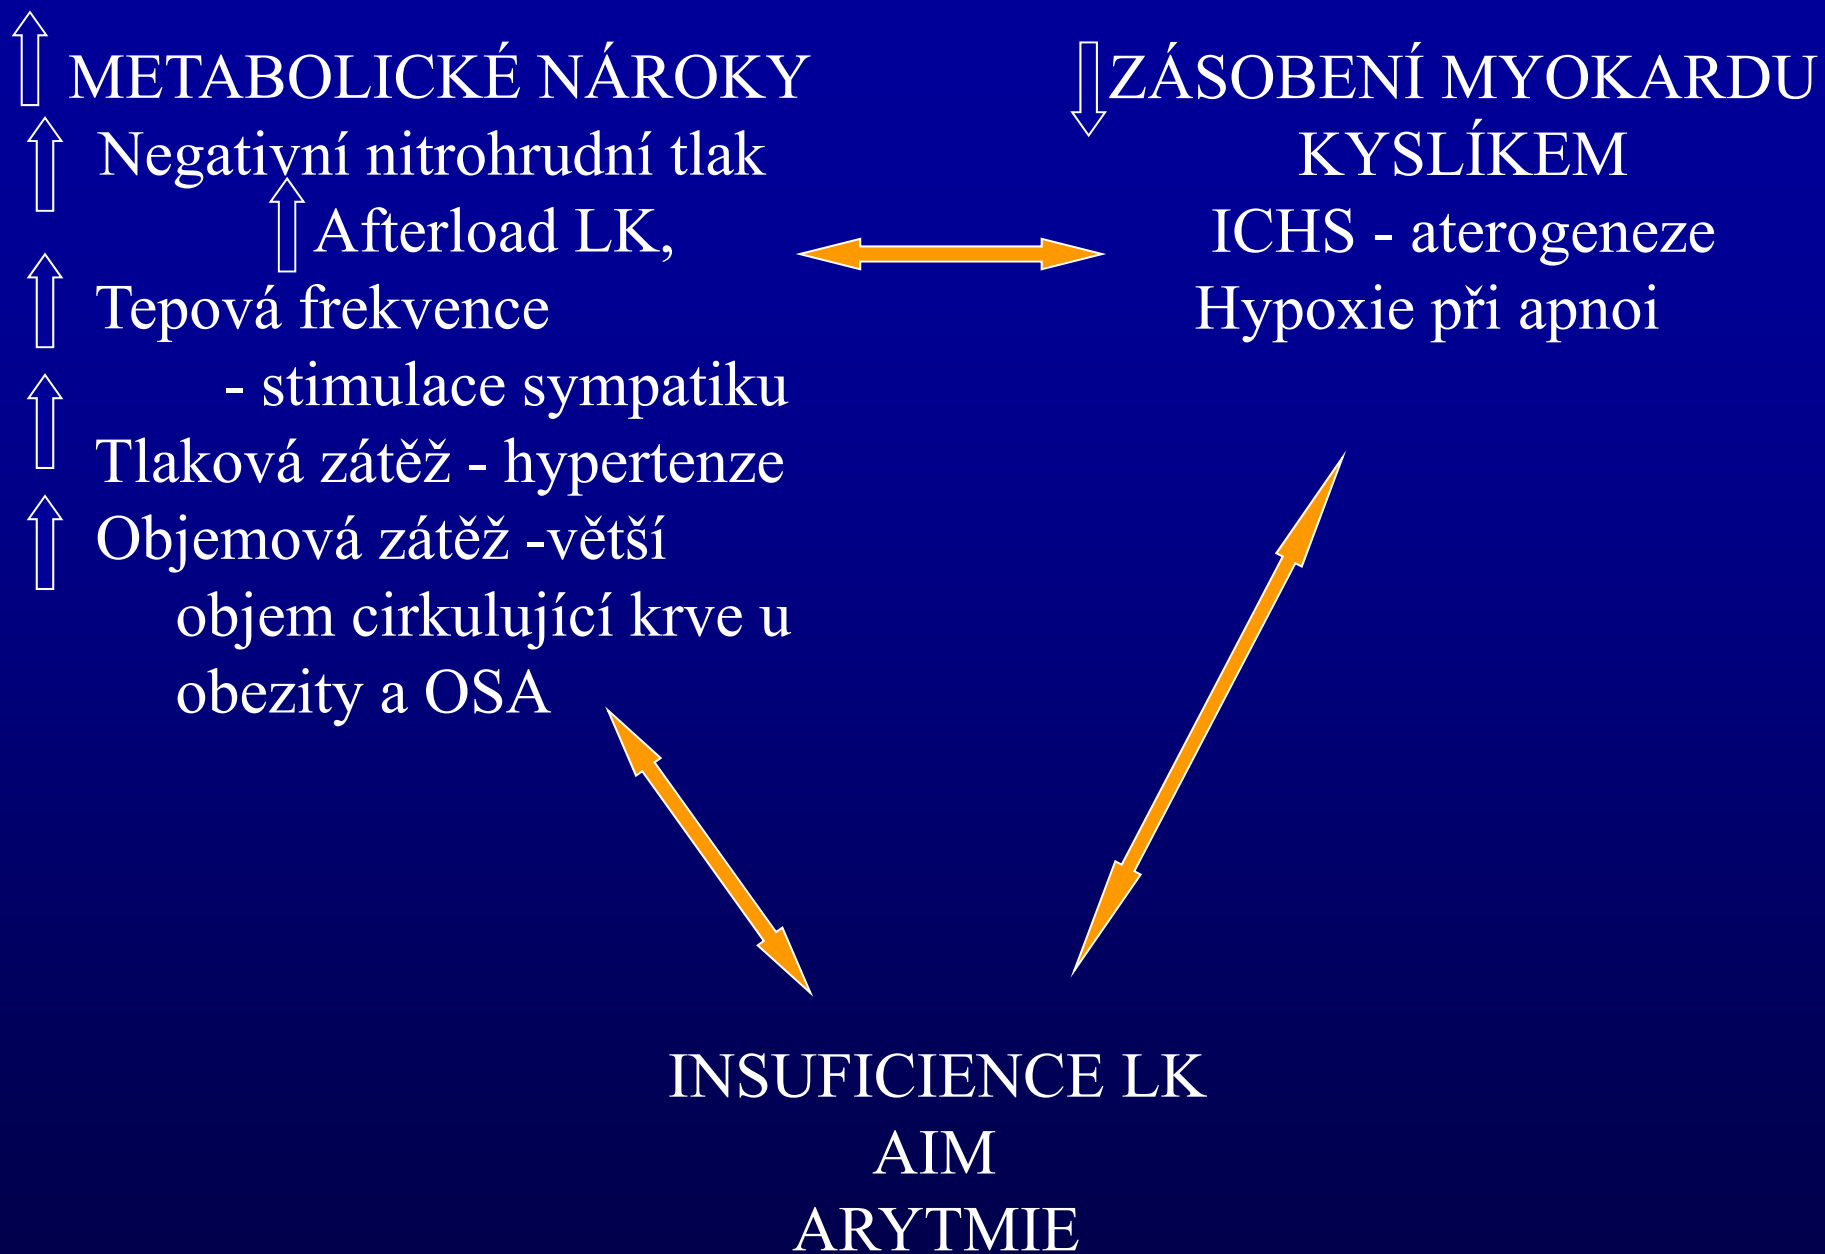 METABOLICKÉ NÁROKY
Negativní nitrohrudní tlak
Afterload LK,
Tepová frekvence
- stimulace sympatiku
Tlaková zátěž - hypertenze
Objemová zátěž -větší
objem cirkulující krve u
obezity a OSA
ZÁSOBENÍ MYOKARDU
KYSLÍKEM
ICHS - aterogeneze
Hypoxie při apnoi
INSUFICIENCE LK
AIM
ARYTMIE